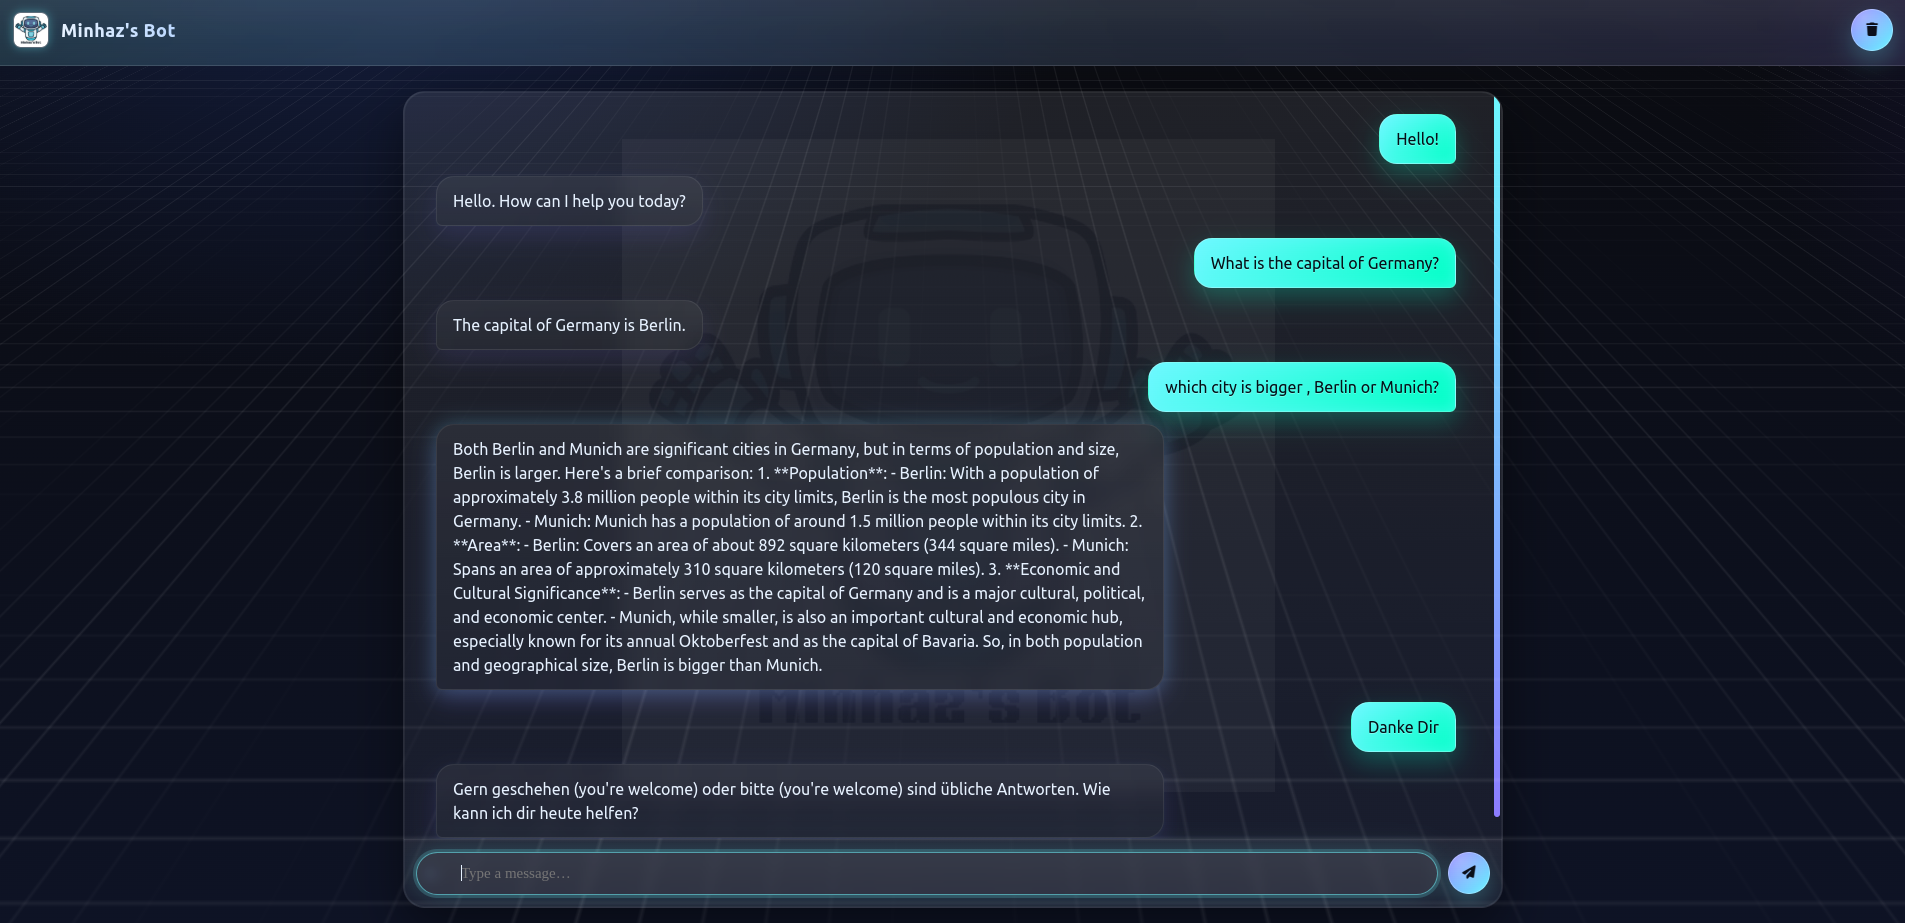 Minhaz's Bot
Hello!
Hello. How can I help you today?
What is the capital of Germany?
The capital of Germany is Berlin.
which city is bigger , Berlin or Munich?
Both Berlin and Munich are significant cities in Germany, but in terms of population and size,
Berlin is larger. Here's a brief comparison: 1. **Population**: - Berlin: With a population of
approximately 3.8 million people within its city limits, Berlin is the most populous city in
Germany. - Munich: Munich has a population of around 1.5 million people within its city limits. 2.
**Area**: - Berlin: Covers an area of about 892 square kilometers (344 square miles). - Munich:
Spans an area of approximately 310 square kilometers (120 square miles). 3. **Economic and
Cultural Significance**: - Berlin serves as the capital of Germany and is a major cultural, political,
and economic center. - Munich, while smaller, is also an important cultural and economic hub,
especially known for its annual Oktoberfest and as the capital of Bavaria. So, in both population
and geographical size, Berlin is bigger than Munich.
Minhaz's Bot
Danke Dir
Gern geschehen (you're welcome) oder bitte (you're welcome) sind übliche Antworten. Wie
kann ich dir heute helfen?
Type a message…